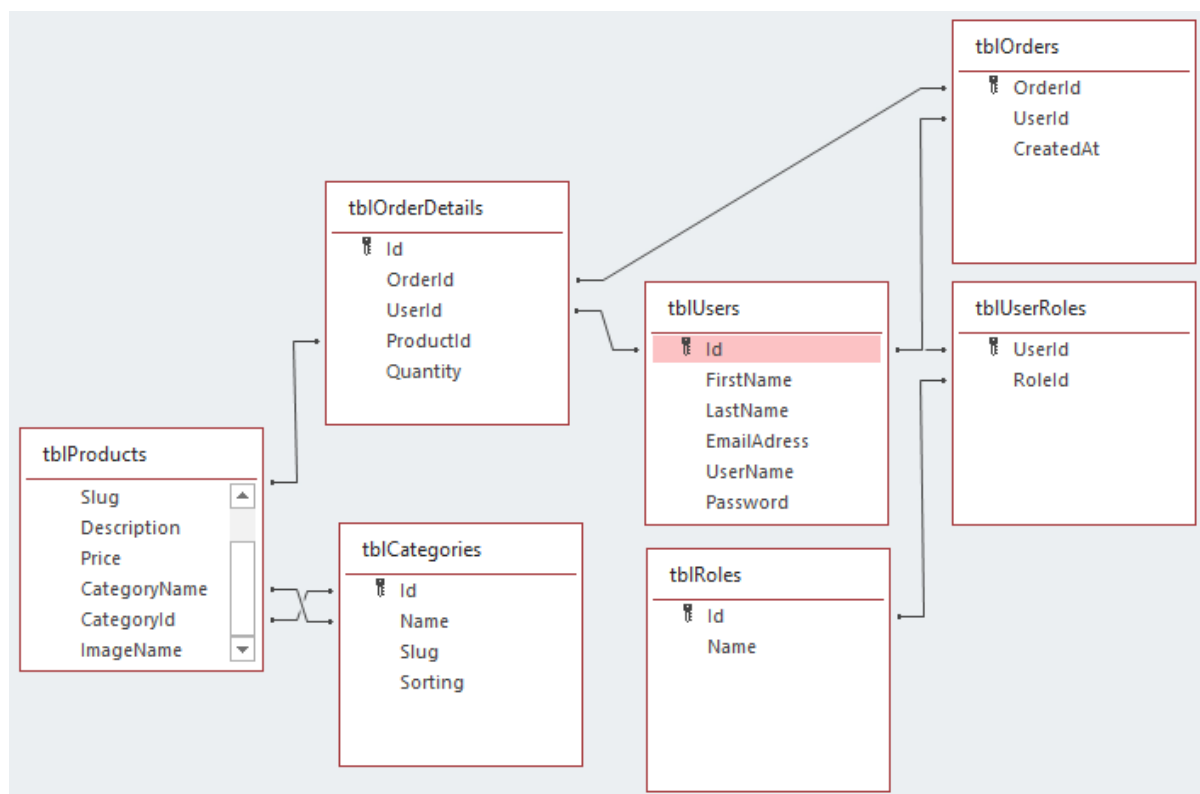 tblOrders
OrderId
UserId
CreatedAt
tblOrderDetails
Id
OrderId
UserId
ProductId
Quantity
tblUsers
Id
FirstName
LastName
EmailAdress
UserName
Password
tblUserRoles
UserId
RoleId
tblProducts
Slug
Description
Price
CategoryName
CategoryId
ImageName
tblCategories
Id
Name
Slug
Sorting
tblRoles
Id
Name